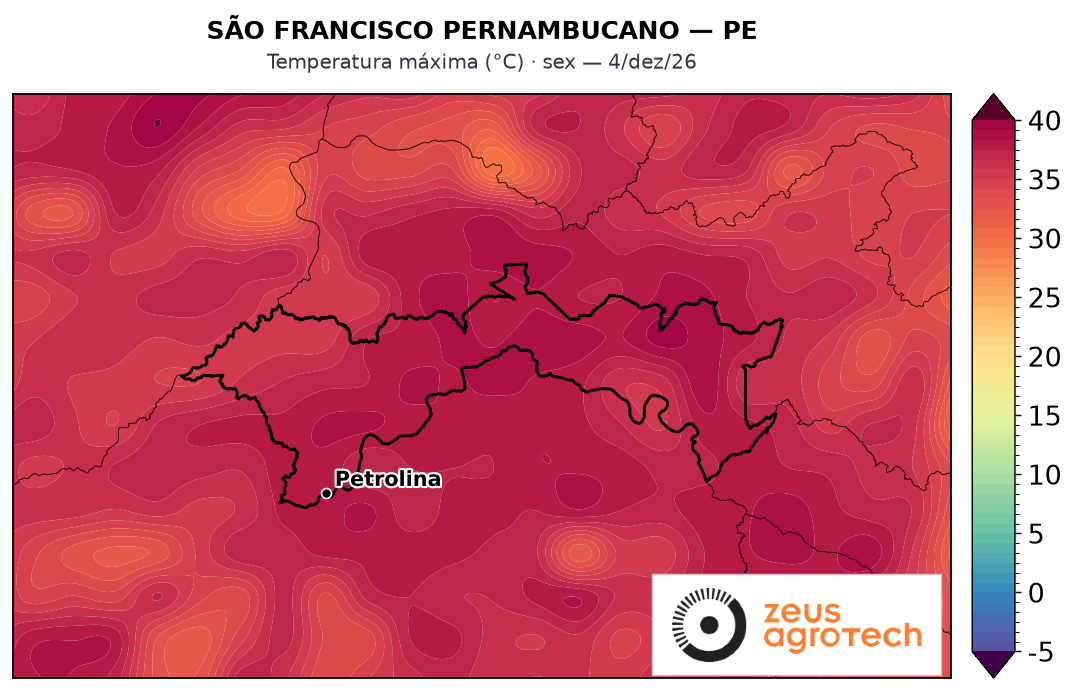 SÃO FRANCISCO PERNAMBUCANO — PE
Temperatura máxima (°C) · sex — 4/dez/26
Petrolina
40
35
30
25
20
15
10
5
0
-5
zeus
agrotech